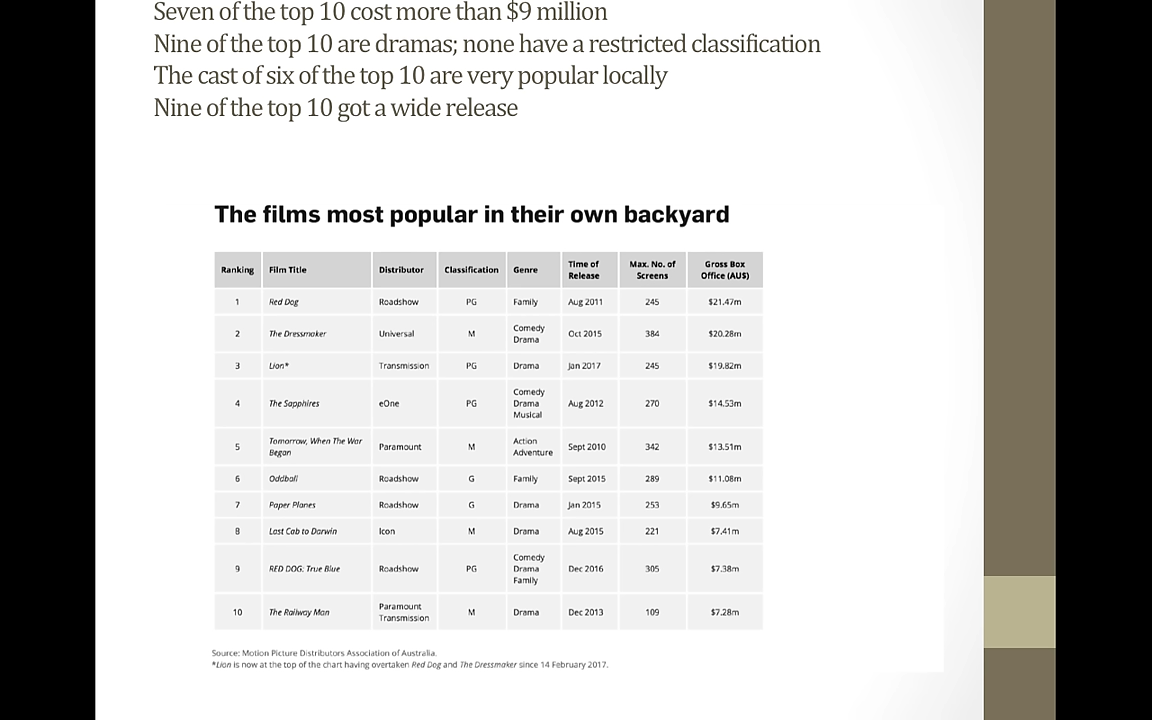 Seven of the top 10 cost more than $9 million
Nine of the top 10 are dramas; none have a restricted classification
The cast of six of the top 10 are very popular locally
Nine of the top 10 got a wide release
The films most popular in their own backyard
Ranking Film Title Distributor Classification Genre Time of Release Max. No. of Screens Gross Box Office (AU$)
1 Red Dog Roadshow PG Family Aug 2011 245 $21.47m
2 The Dressmaker Universal M Comedy Drama Oct 2015 384 $20.28m
3 Lion* Transmission PG Drama Jan 2017 245 $19.82m
4 The Sapphires eOne PG Comedy Drama Musical Aug 2012 270 $14.53m
5 Tomorrow, When The War Began Paramount M Action Adventure Sept 2010 342 $13.51m
6 Oddball Roadshow G Family Sept 2015 289 $11.08m
7 Paper Planes Roadshow G Drama Jan 2015 253 $9.65m
8 Last Cab to Darwin Icon M Drama Aug 2015 221 $7.41m
9 RED DOG: True Blue Roadshow PG Comedy Drama Family Dec 2016 305 $7.38m
10 The Railway Man Paramount Transmission M Drama Dec 2013 109 $7.28m
Source: Motion Picture Distributors Association of Australia.
*Lion is now at the top of the chart having overtaken Red Dog and The Dressmaker since 14 February 2017.